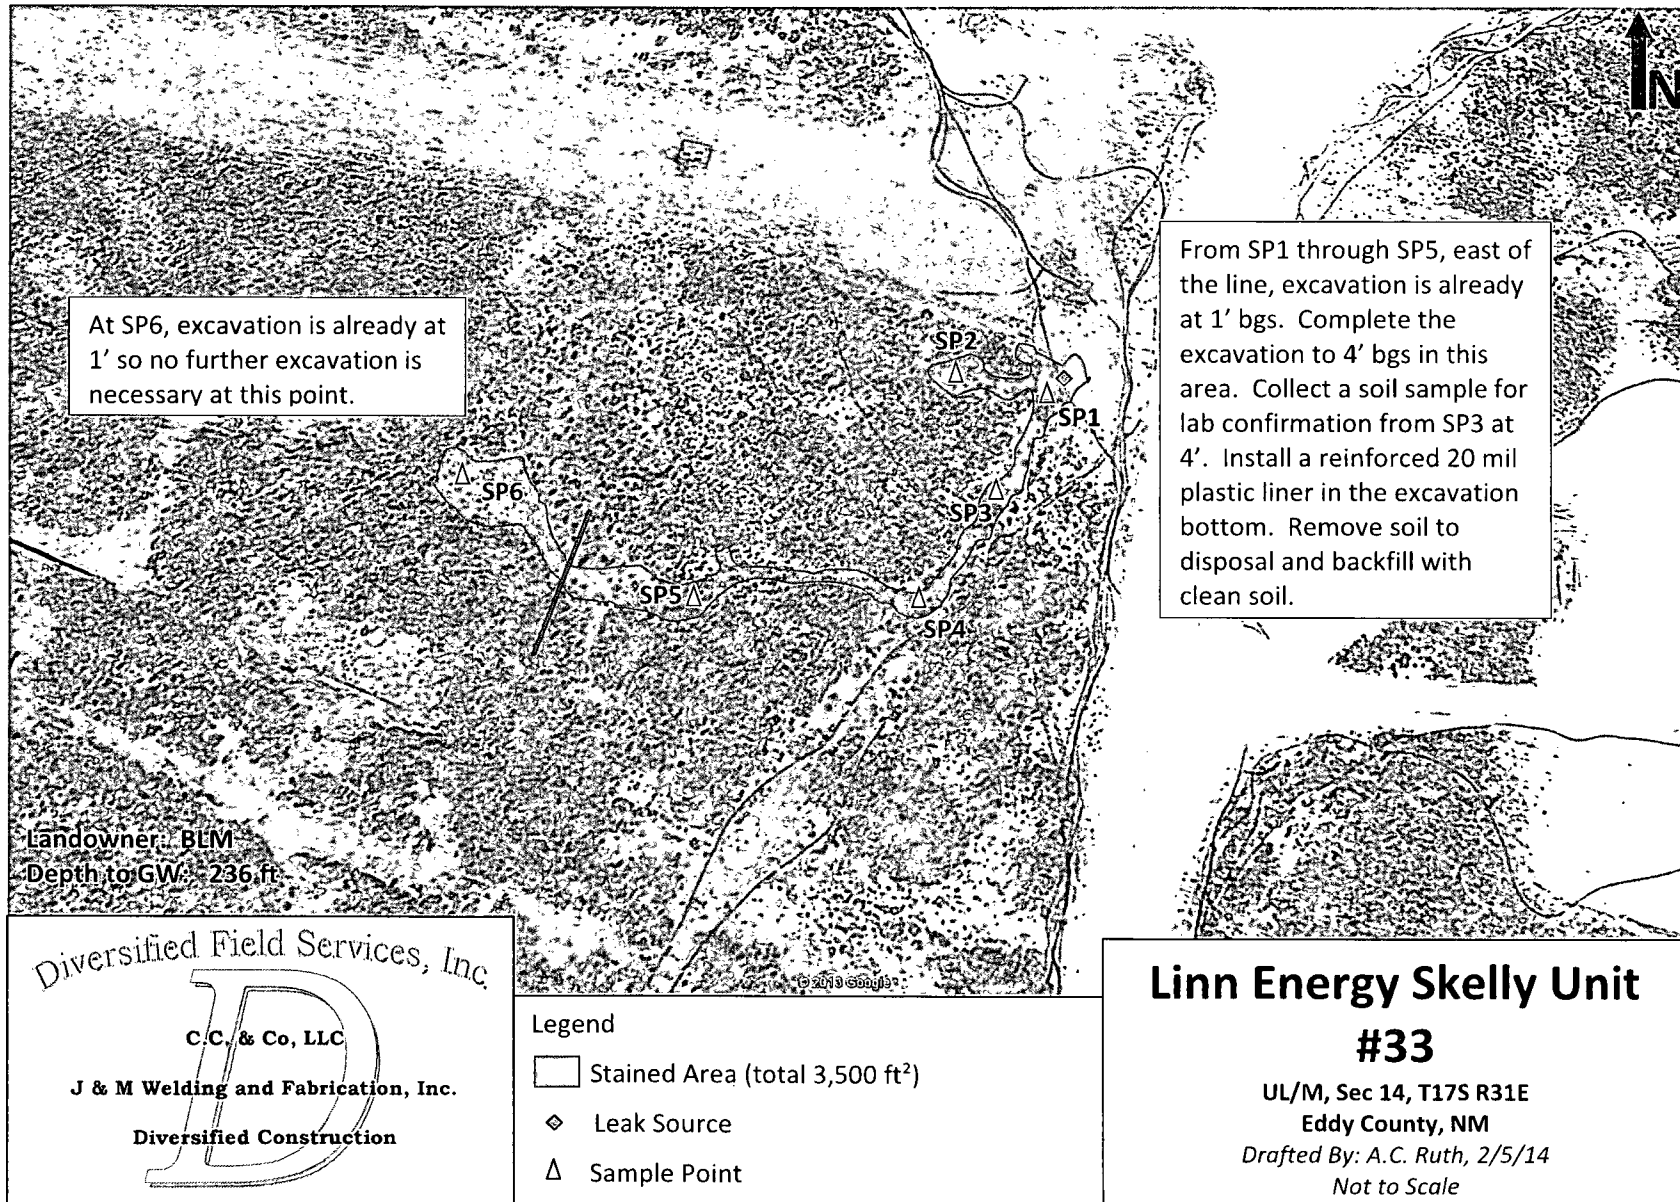 N
At SP6, excavation is already at
1' so no further excavation is
necessary at this point.
From SP1 through SP5, east of
the line, excavation is already
at 1' bgs. Complete the
excavation to 4' bgs in this
area. Collect a soil sample for
lab confirmation from SP3 at
4'. Install a reinforced 20 mil
plastic liner in the excavation
bottom. Remove soil to
disposal and backfill with
clean soil.
SP2
SP1
SP6
SP3
SP5
SP4
Landowner: BLM
Depth to GW: 236 ft
© 2013 Google
Diversified Field Services, Inc.
D
C.C. & Co, LLC
J & M Welding and Fabrication, Inc.
Diversified Construction
Legend
Stained Area (total 3,500 ft²)
Leak Source
Sample Point
Linn Energy Skelly Unit
#33
UL/M, Sec 14, T17S R31E
Eddy County, NM
Drafted By: A.C. Ruth, 2/5/14
Not to Scale